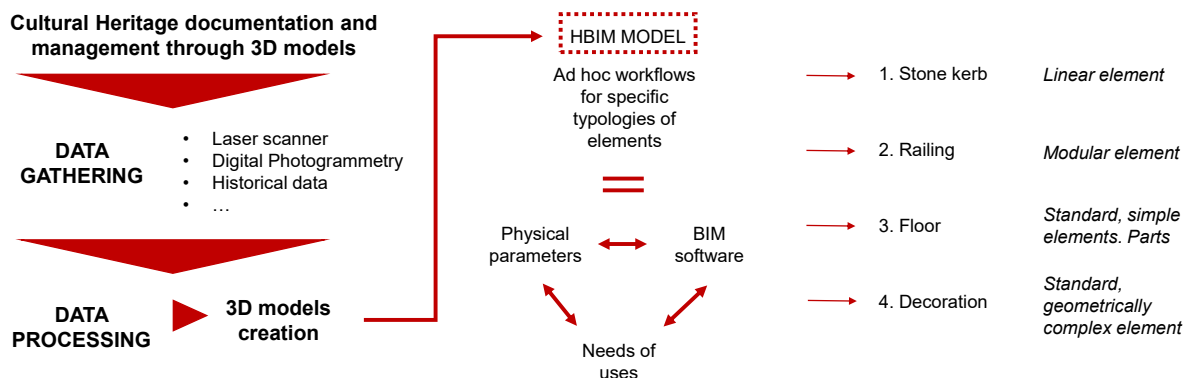 Cultural Heritage documentation and
management through 3D models
DATA
GATHERING
• Laser scanner
• Digital Photogrammetry
• Historical data
• …
DATA
PROCESSING
3D models
creation
HBIM MODEL
Ad hoc workflows
for specific
typologies of
elements
Physical
parameters
BIM
software
Needs of
uses
1. Stone kerb
Linear element
2. Railing
Modular element
3. Floor
Standard, simple
elements. Parts
4. Decoration
Standard,
geometrically
complex element